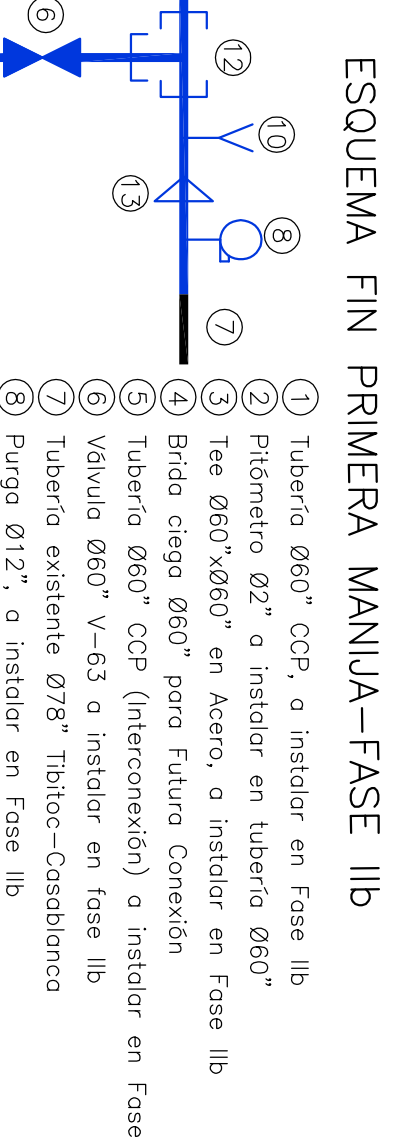 ESQUEMA FIN PRIMERA MANIJA-FASE IIb
1 Tubería Ø60" CCP, a instalar en Fase IIb
2 Pitómetro Ø2" a instalar en tubería Ø60"
3 Tee Ø60"xØ60" en Acero, a instalar en Fase IIb
4 Brida ciega Ø60" para Futura Conexión
5 Tubería Ø60" CCP (Interconexión) a instalar en Fase
6 Válvula Ø60" V-63 a instalar en fase IIb
7 Tubería existente Ø78" Tibitoc-Casablanca
8 Purga Ø12", a instalar en Fase IIb
6
12
10
13
8
7